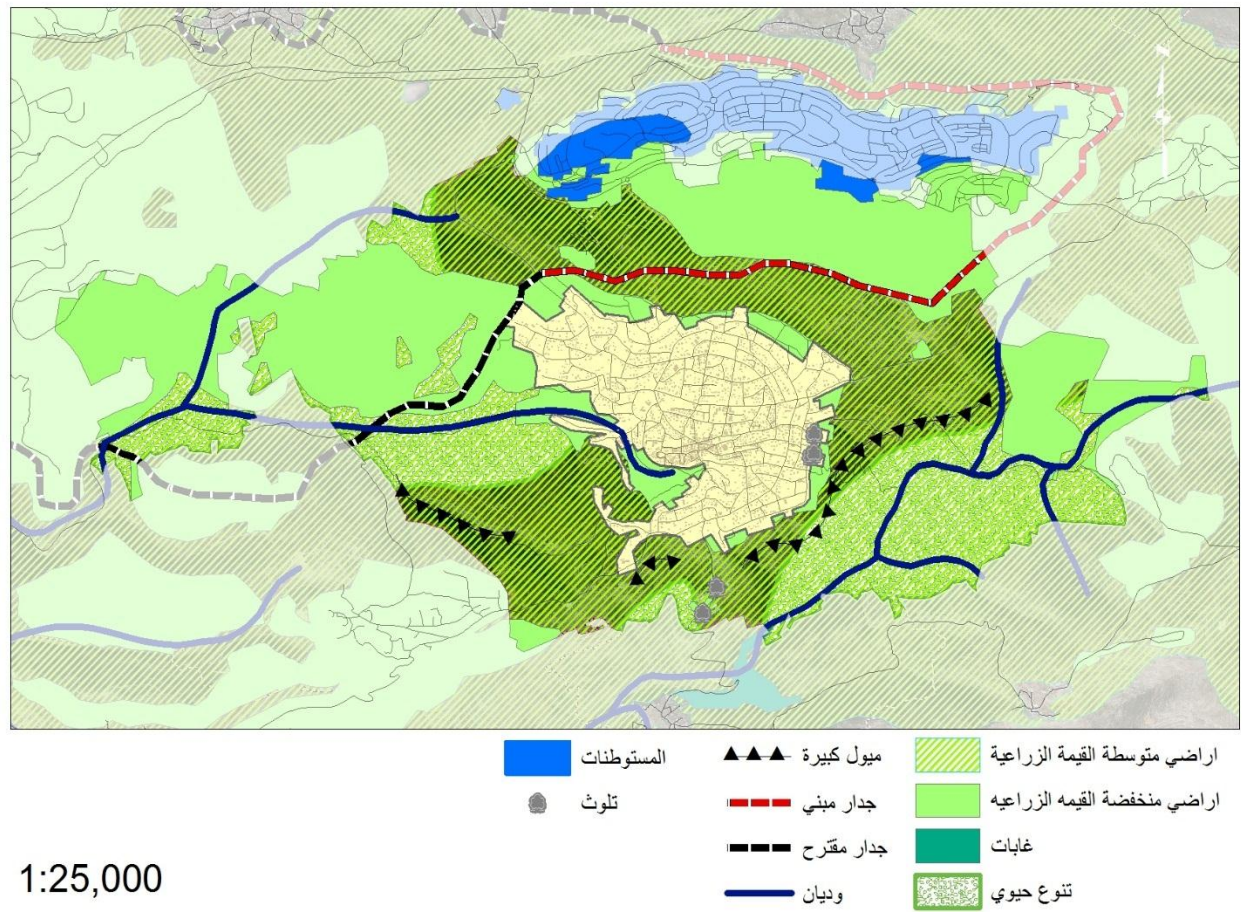 اراضي متوسطة القيمة الزراعية
ميول كبيرة
المستوطنات
اراضي منخفضة القيمه الزراعيه
جدار مبني
تلوث
غابات
جدار مقترح
تنوع حيوي
وديان
1:25,000